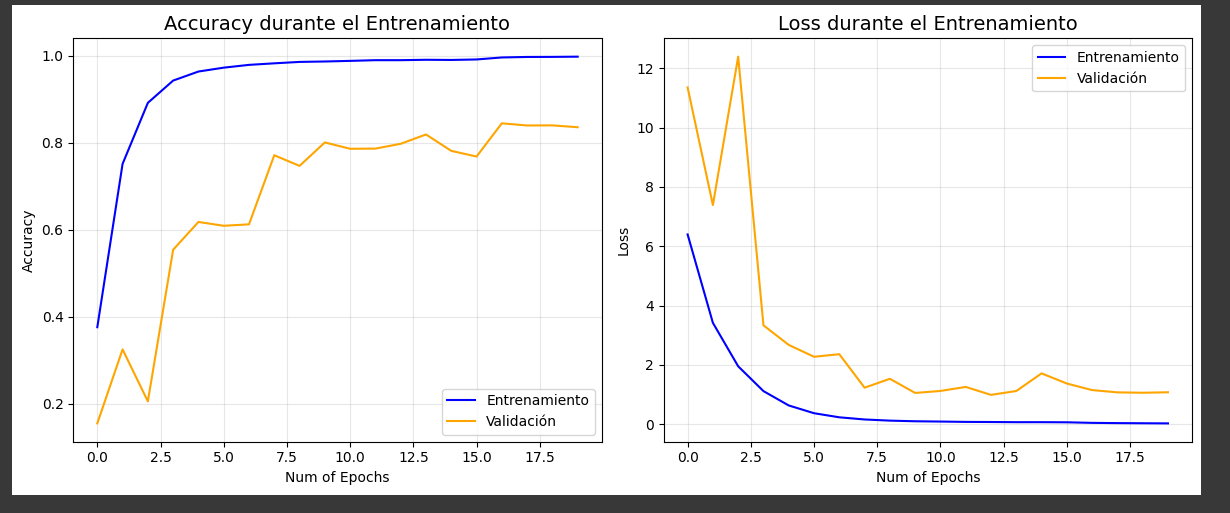 Accuracy durante el Entrenamiento
1.0
0.8
0.6
0.4
0.2
Accuracy
Entrenamiento
Validación
0.0 2.5 5.0 7.5 10.0 12.5 15.0 17.5
Num of Epochs
Loss durante el Entrenamiento
Entrenamiento
Validación
12
10
8
6
4
2
0
Loss
0.0 2.5 5.0 7.5 10.0 12.5 15.0 17.5
Num of Epochs